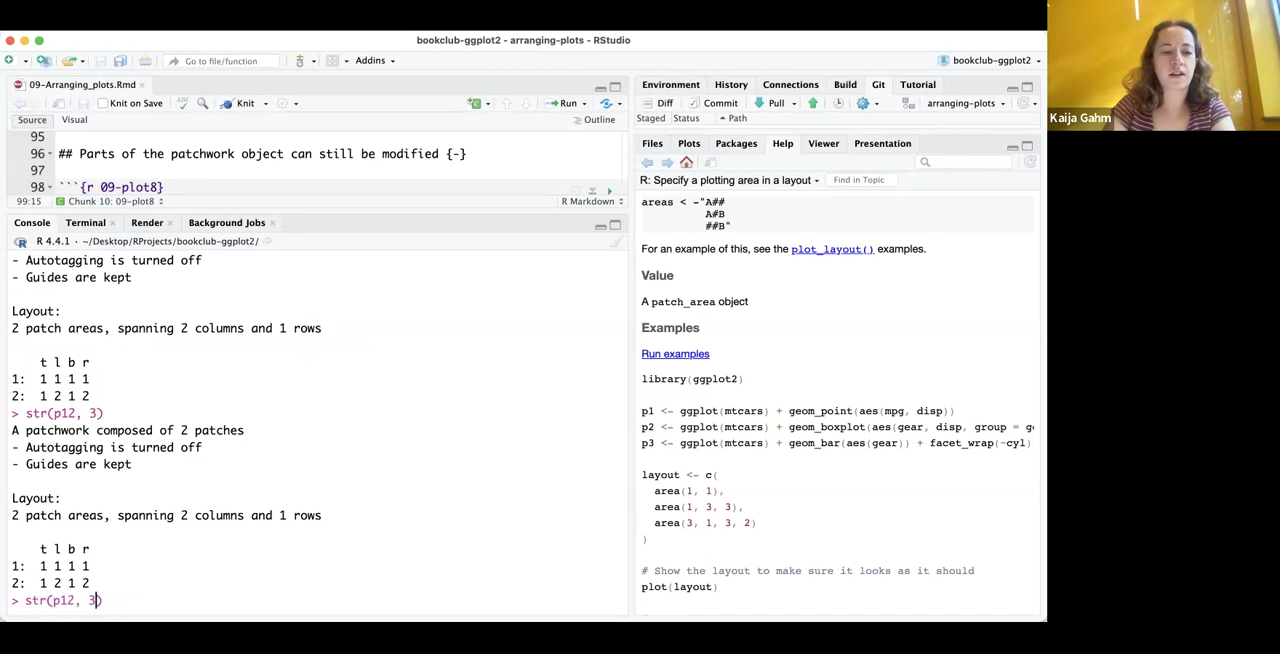 bookclub-ggplot2 - arranging-plots - RStudio
Go to file/function
Addins
bookclub-ggplot2
09-Arranging_plots.Rmd
Knit on Save
Knit
Run
Source
Visual
Outline
95
96 ## Parts of the patchwork object can still be modified {-}
97
98 ```{r 09-plot8}
99:15
Chunk 10: 09-plot8
R Markdown
Console
Terminal
Render
Background Jobs
R 4.4.1 · ~/Desktop/RProjects/bookclub-ggplot2/
- Autotagging is turned off
- Guides are kept
Layout:
2 patch areas, spanning 2 columns and 1 rows
t l b r
1: 1 1 1 1
2: 1 2 1 2
> str(p12, 3)
A patchwork composed of 2 patches
- Autotagging is turned off
- Guides are kept
Layout:
2 patch areas, spanning 2 columns and 1 rows
t l b r
1: 1 1 1 1
2: 1 2 1 2
> str(p12, 3)
Environment
History
Connections
Build
Git
Tutorial
Diff
Commit
Pull
arranging-plots
Staged
Status
Path
Files
Plots
Packages
Help
Viewer
Presentation
R: Specify a plotting area in a layout
Find in Topic
areas < -"A##
A#B
##B"
For an example of this, see the plot_layout() examples.
Value
A patch_area object
Examples
Run examples
library(ggplot2)
p1 <- ggplot(mtcars) + geom_point(aes(mpg, disp))
p2 <- ggplot(mtcars) + geom_boxplot(aes(gear, disp, group = ge
p3 <- ggplot(mtcars) + geom_bar(aes(gear)) + facet_wrap(~cyl)
layout <- c(
area(1, 1),
area(1, 3, 3),
area(3, 1, 3, 2)
)
# Show the layout to make sure it looks as it should
plot(layout)
Kaija Gahm